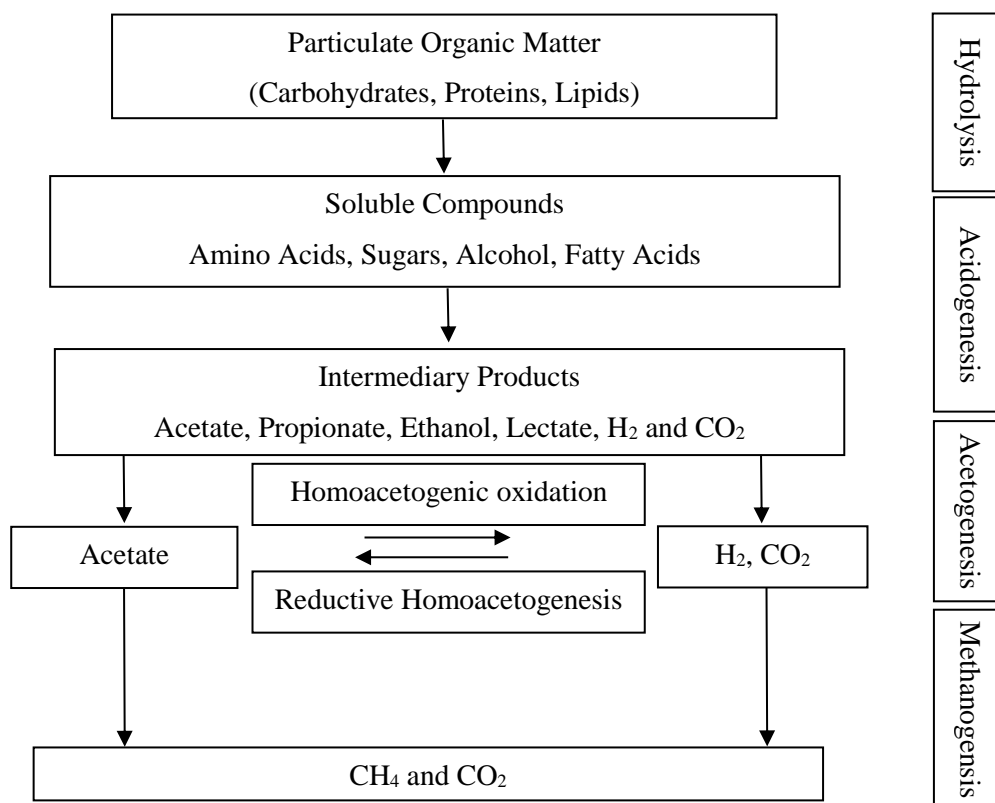 Particulate Organic Matter
(Carbohydrates, Proteins, Lipids)
Hydrolysis
Soluble Compounds
Amino Acids, Sugars, Alcohol, Fatty Acids
Acidogenesis
Intermediary Products
Acetate, Propionate, Ethanol, Lectate, H₂ and CO₂
Homoacetogenic oxidation
Acetate
H₂, CO₂
Reductive Homoacetogenesis
Acetogenesis
CH₄ and CO₂
Methanogensis